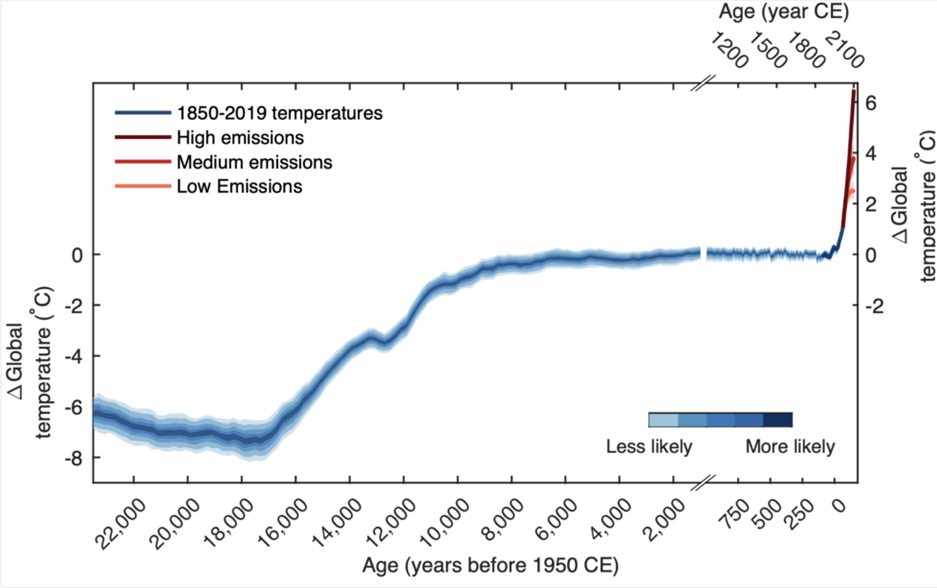 Age (year CE)
1200 1500 1800 2100
1850-2019 temperatures
High emissions
Medium emissions
Low Emissions
6
4
2
0
-2
Δ Global
temperature (˚C)
0
-2
-4
-6
-8
Δ Global
temperature (˚C)
Less likely More likely
22,000 20,000 18,000 16,000 14,000 12,000 10,000 8,000 6,000 4,000 2,000 750 500 250 0
Age (years before 1950 CE)